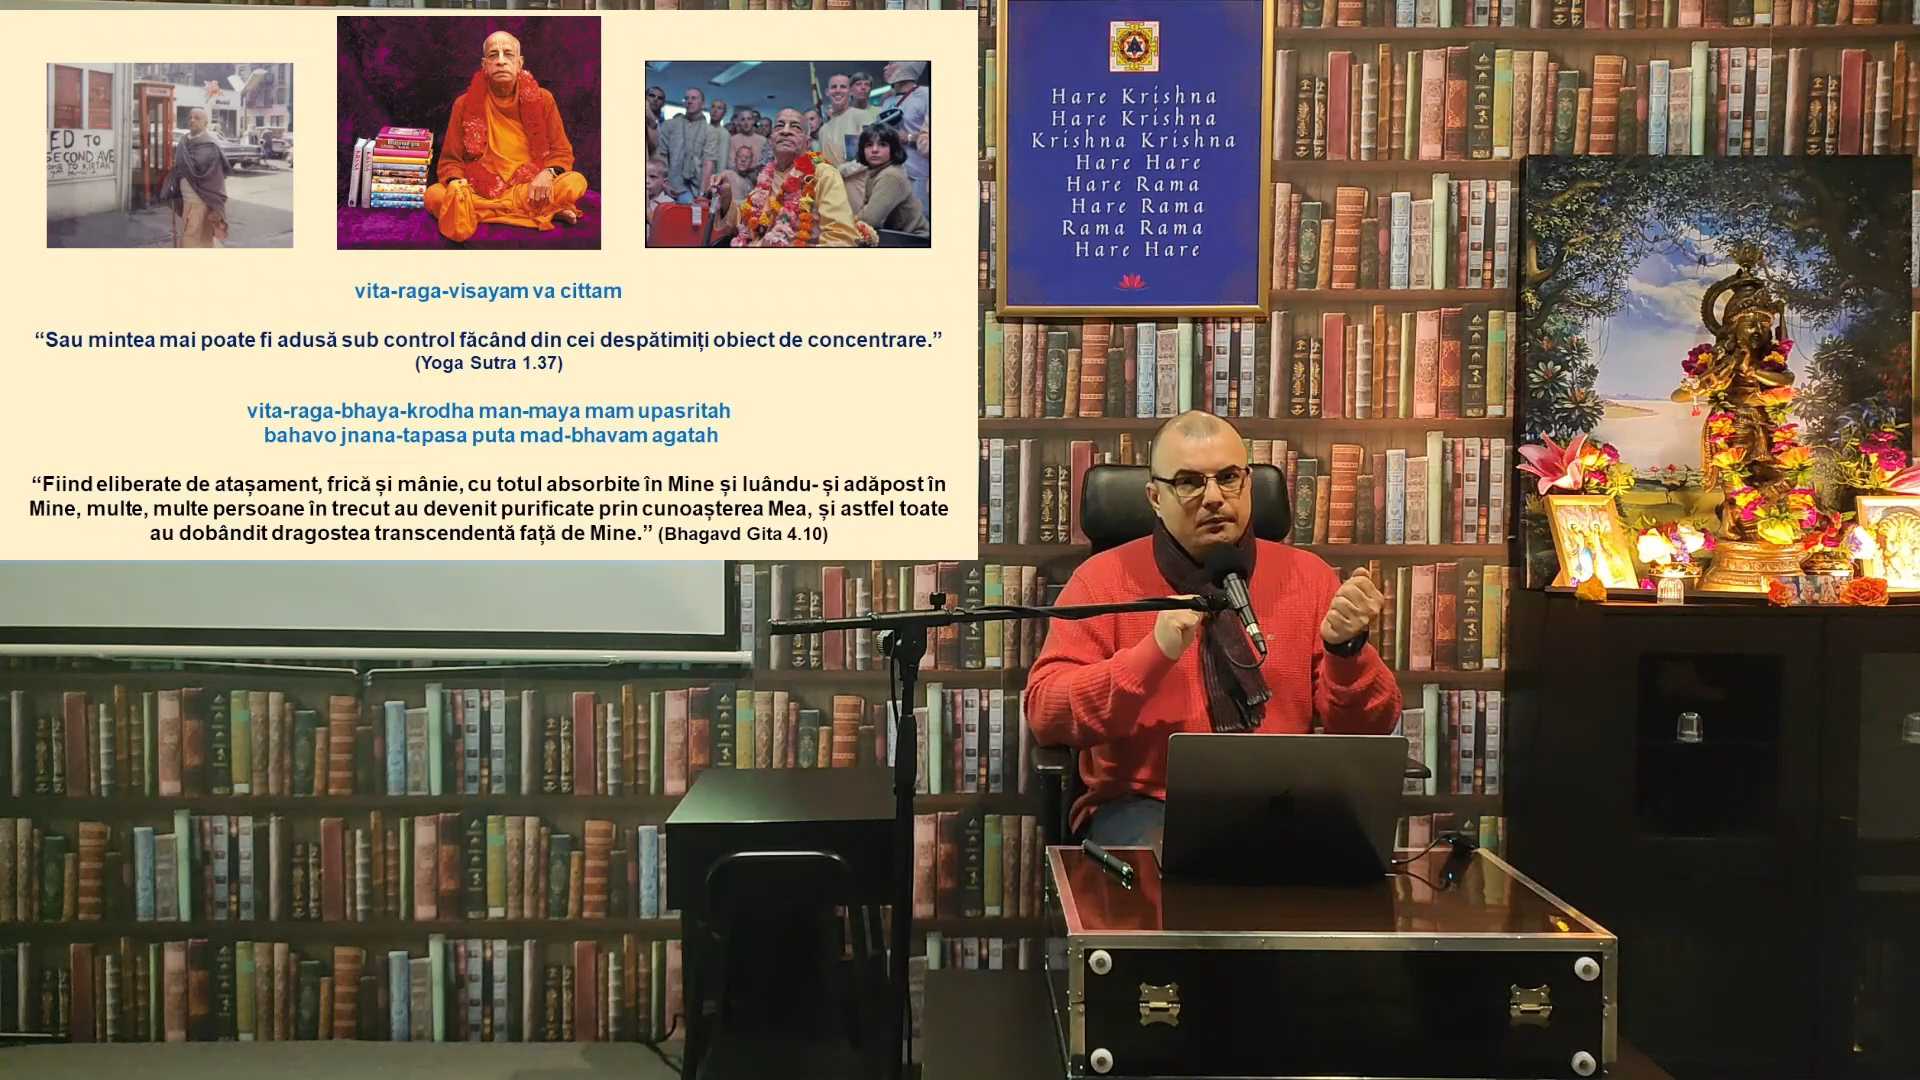 ED TO
SECOND AVE
TO KIRTAN
vita-raga-visayam va cittam
“Sau mintea mai poate fi adusă sub control făcând din cei despătimiți obiect de concentrare.”
(Yoga Sutra 1.37)
vita-raga-bhaya-krodha man-maya mam upasritah
bahavo jnana-tapasa puta mad-bhavam agatah
“Fiind eliberate de atașament, frică și mânie, cu totul absorbite în Mine și luându- și adăpost în
Mine, multe, multe persoane în trecut au devenit purificate prin cunoașterea Mea, și astfel toate
au dobândit dragostea transcendentă față de Mine.” (Bhagavd Gita 4.10)
Hare Krishna
Hare Krishna
Krishna Krishna
Hare Hare
Hare Rama
Hare Rama
Rama Rama
Hare Hare